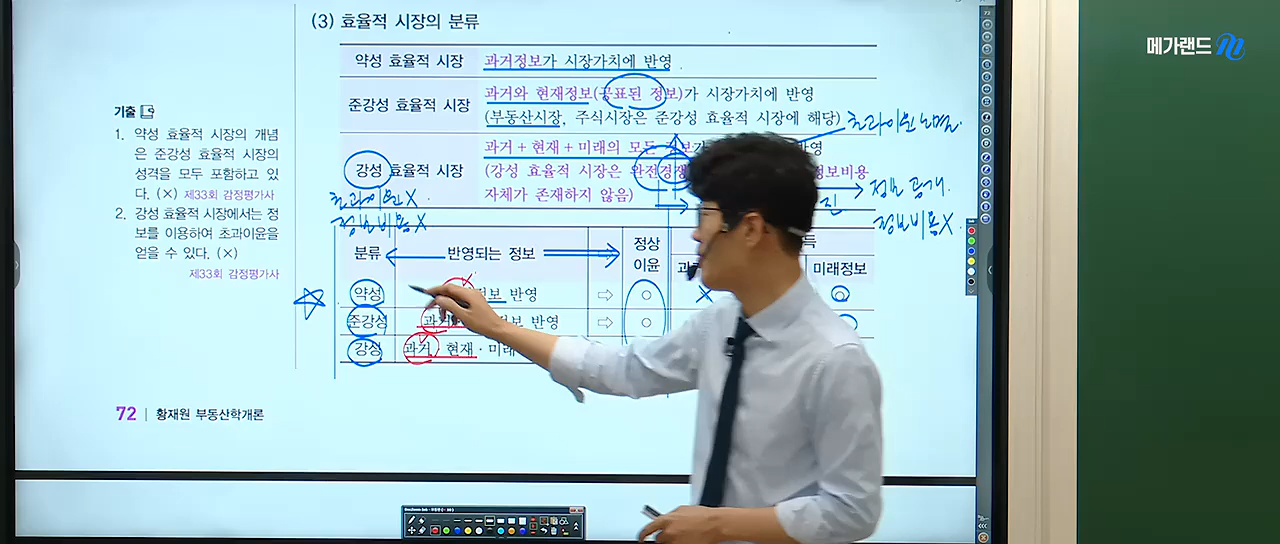 메가랜드
(3) 효율적 시장의 분류
약성 효율적 시장 과거정보가 시장가치에 반영
준강성 효율적 시장 과거와 현재정보(공표된 정보)가 시장가치에 반영
(부동산시장, 주식시장은 준강성 효율적 시장에 해당)
초과이윤
강성 효율적 시장 과거 + 현재 + 미래의 모든 정보가 반영
(강성 효율적 시장은 완전경쟁 정보비용
자체가 존재하지 않음)
초과이윤 X
정보비용 X
정보 공개
정보비용 X
기출
1. 약성 효율적 시장의 개념
은 준강성 효율적 시장의
성격을 모두 포함하고 있
다. (×) 제33회 감정평가사
2. 강성 효율적 시장에서는 정
보를 이용하여 초과이윤을
얻을 수 있다. (×)
제33회 감정평가사
분류 반영되는 정보 정상
이윤 득
과 미래정보
약성 정보 반영 ⇨ ○ X ◎
준강성 과거 정보 반영 ⇨ ○
강성 과거 · 현재 · 미래
72 | 황재원 부동산학개론